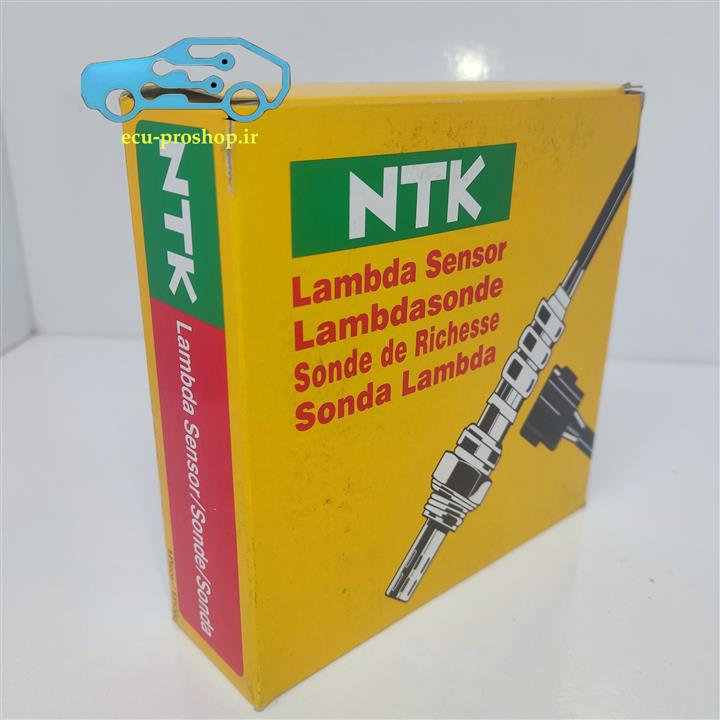 ecu-proshop.ir
NTK
Lambda Sensor
Lambdasonde
Sonde de Richesse
Sonda Lambda
NTK
Lambda Sensor/Sonde/Sonda